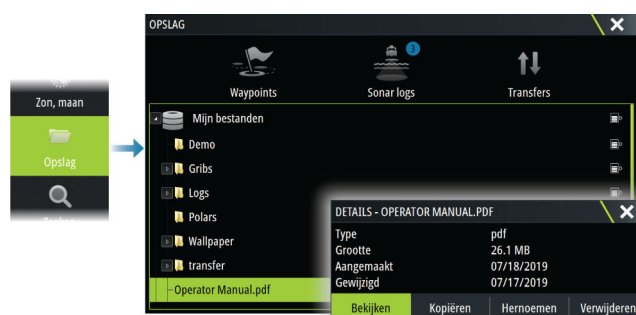 OPSLAG
Waypoints
3
Sonar logs
Transfers
Zon, maan
Opslag
Mijn bestanden
Demo
Gribs
Logs
Polars
Wallpaper
transfer
Operator Manual.pdf
DETAILS - OPERATOR MANUAL.PDF
Type pdf
Grootte 26.1 MB
Aangemaakt 07/18/2019
Gewijzigd 07/17/2019
Bekijken Kopiëren Hernoemen Verwijderen